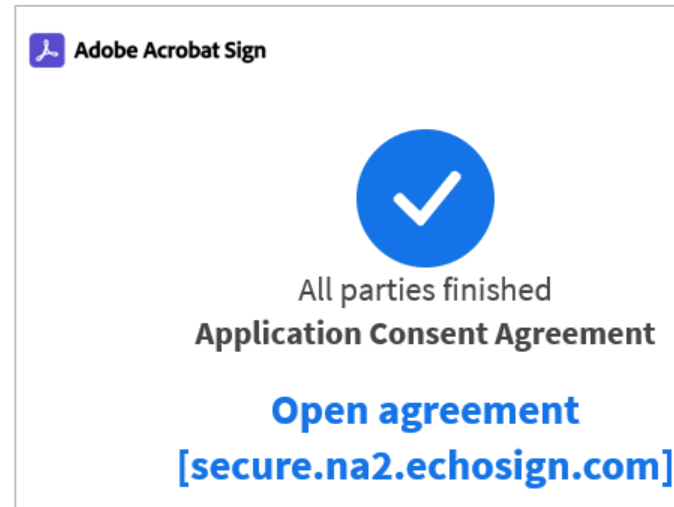 Adobe Acrobat Sign
All parties finished
Application Consent Agreement
Open agreement
[secure.na2.echosign.com]